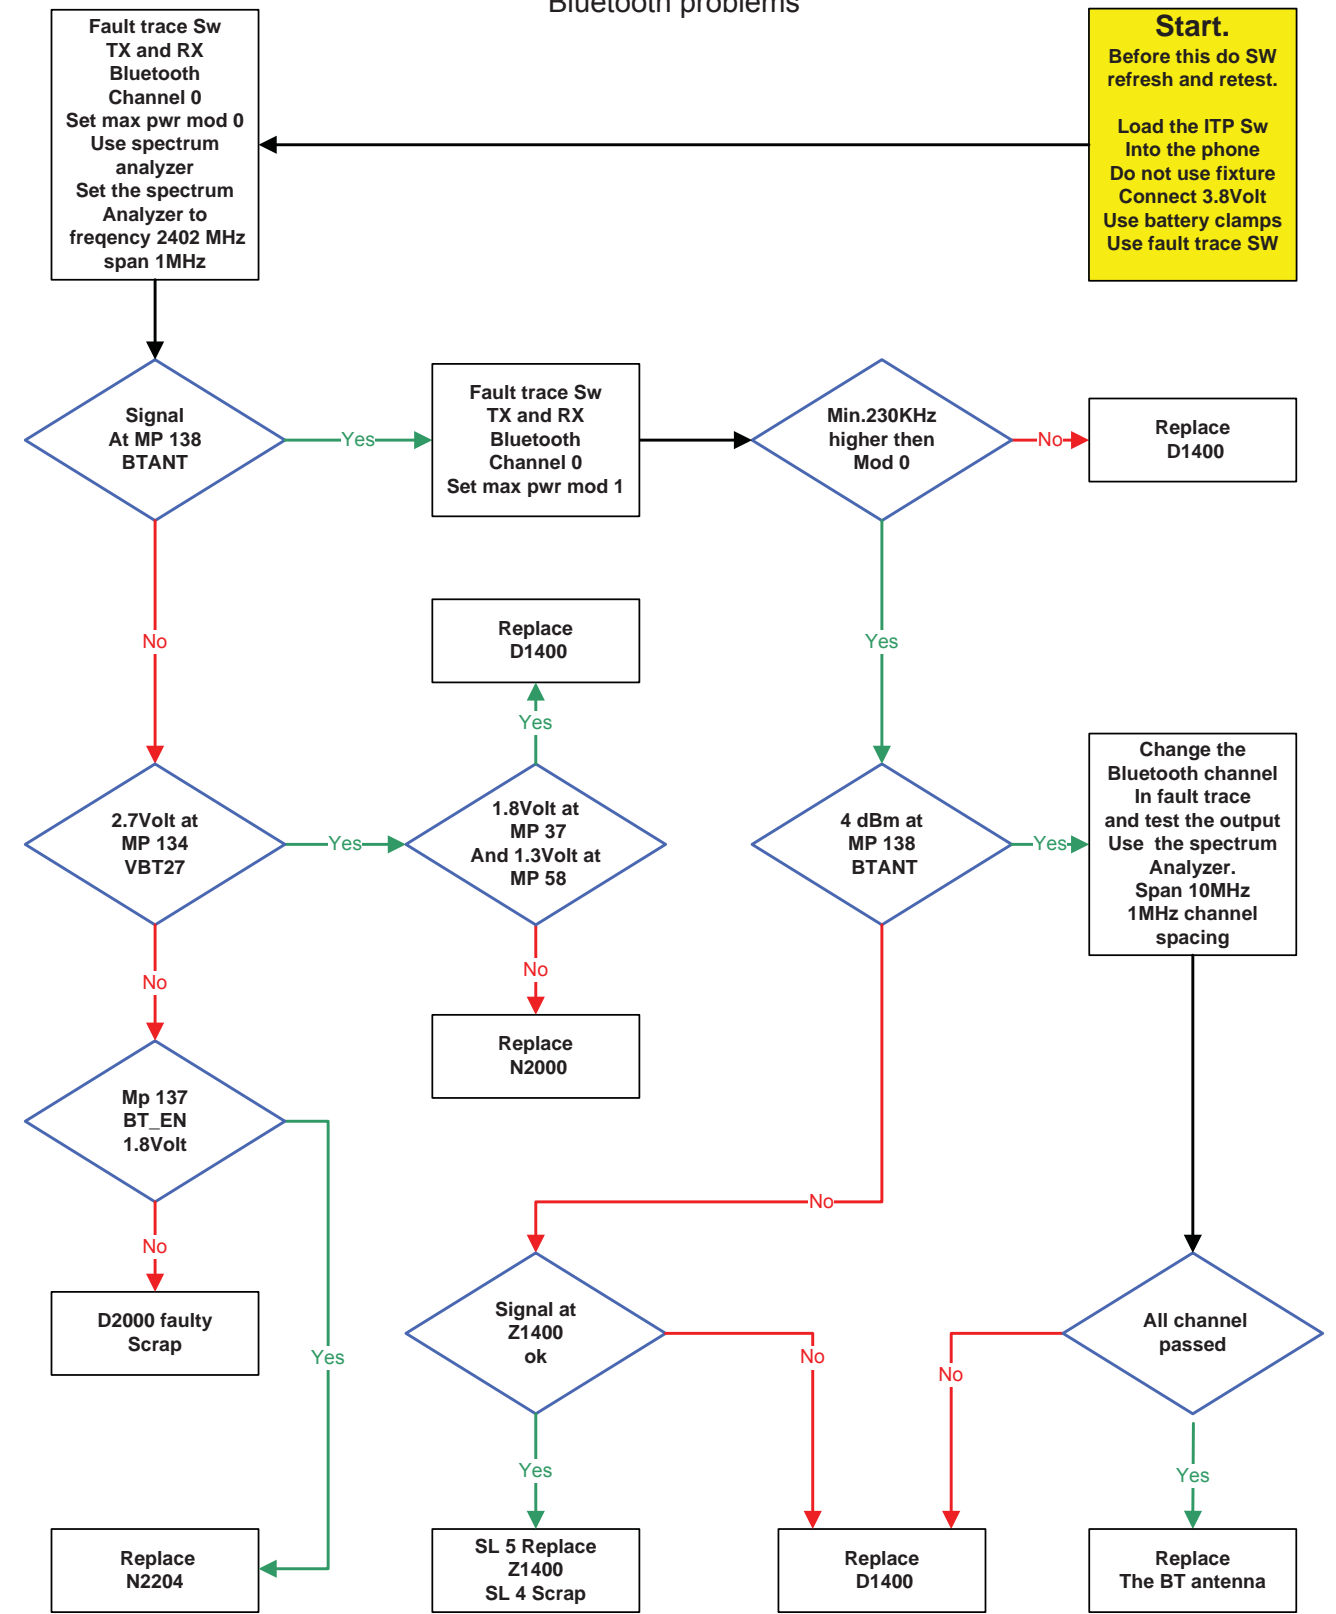 Bluetooth problems
Start.
Before this do SW
refresh and retest.
Load the ITP Sw
Into the phone
Do not use fixture
Connect 3.8Volt
Use battery clamps
Use fault trace SW
Fault trace Sw
TX and RX
Bluetooth
Channel 0
Set max pwr mod 0
Use spectrum
analyzer
Set the spectrum
Analyzer to
freqency 2402 MHz
span 1MHz
Signal
At MP 138
BTANT
Yes
Fault trace Sw
TX and RX
Bluetooth
Channel 0
Set max pwr mod 1
Min.230KHz
higher then
Mod 0
No
Replace
D1400
No
Yes
Replace
D1400
Yes
2.7Volt at
MP 134
VBT27
Yes
1.8Volt at
MP 37
And 1.3Volt at
MP 58
4 dBm at
MP 138
BTANT
Yes
Change the
Bluetooth channel
In fault trace
and test the output
Use  the spectrum
Analyzer.
Span 10MHz
1MHz channel
spacing
No
No
Replace
N2000
Mp 137
BT_EN
1.8Volt
No
No
Yes
D2000 faulty
Scrap
Signal at
Z1400
ok
No
All channel
passed
No
Yes
Yes
Replace
N2204
SL 5 Replace
Z1400
SL 4 Scrap
Replace
D1400
Replace
The BT antenna